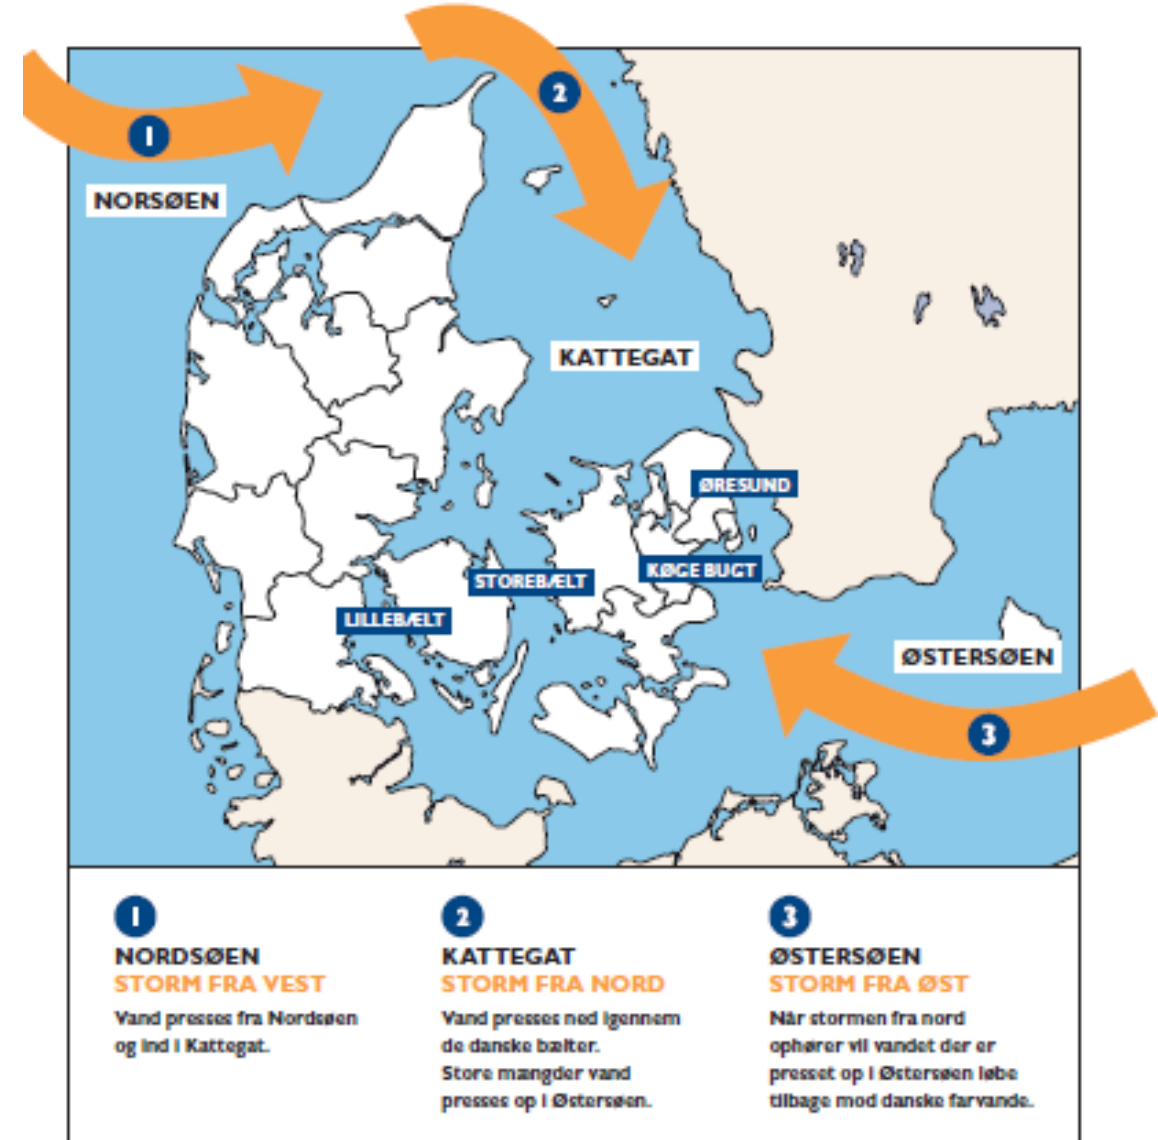 1
2
NORSØEN
KATTEGAT
ØRESUND
KØGE BUGT
STOREBÆLT
LILLEBÆLT
ØSTERSØEN
3
1
NORDSØEN
STORM FRA VEST
Vand presses fra Nordsøen
og ind i Kattegat.
2
KATTEGAT
STORM FRA NORD
Vand presses ned igennem
de danske bælter.
Store mængder vand
presses op i Østersøen.
3
ØSTERSØEN
STORM FRA ØST
Når stormen fra nord
ophører vil vandet der er
presset op i Østersøen løbe
tilbage mod danske farvande.